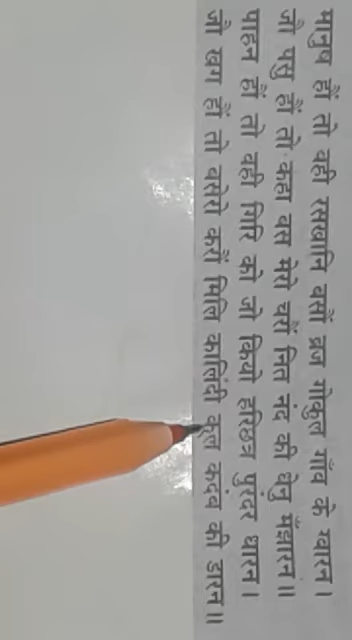 मानुष हौं तो वही रसखानि बसौं ब्रज गोकुल गाँव के ग्वारन।
जौ पसु हौं तो कहा बस मेरो चरौं नित नंद की धेनु मँझारन॥
पाहन हौं तो वही गिरि को जो कियो हरिछत्र पुरंदर धारन।
जौ खग हौं तो बसेरो करौं मिलि कालिंदी कूल कदंब की डारन॥